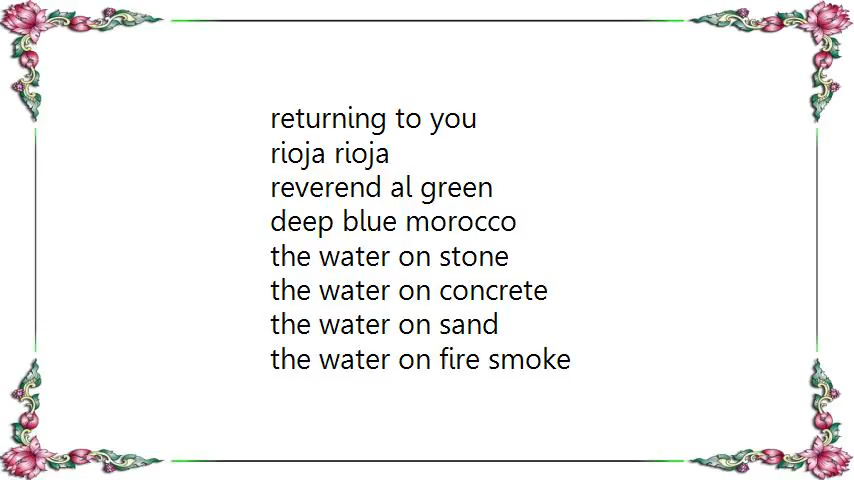 returning to you
rioja rioja
reverend al green
deep blue morocco
the water on stone
the water on concrete
the water on sand
the water on fire smoke